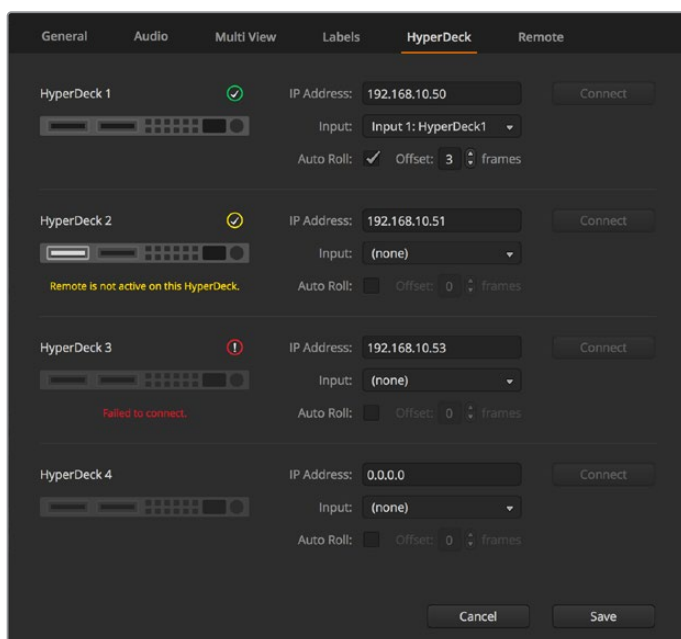 General Audio Multi View Labels HyperDeck Remote
HyperDeck 1 IP Address: 192.168.10.50 Connect
Input: Input 1: HyperDeck1
Auto Roll: Offset: 3 frames
HyperDeck 2 IP Address: 192.168.10.51 Connect
Input: (none)
Remote is not active on this HyperDeck. Auto Roll: Offset: 0 frames
HyperDeck 3 IP Address: 192.168.10.53 Connect
Input: (none)
Failed to connect. Auto Roll: Offset: 0 frames
HyperDeck 4 IP Address: 0.0.0.0 Connect
Input: (none)
Auto Roll: Offset: 0 frames
Cancel Save